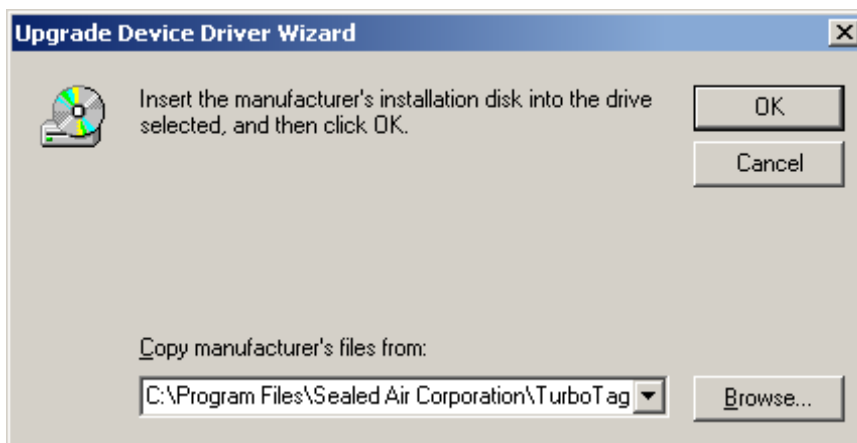 Upgrade Device Driver Wizard
Insert the manufacturer's installation disk into the drive
selected, and then click OK.
OK
Cancel
Copy manufacturer's files from:
C:\Program Files\Sealed Air Corporation\TurboTag
Browse...